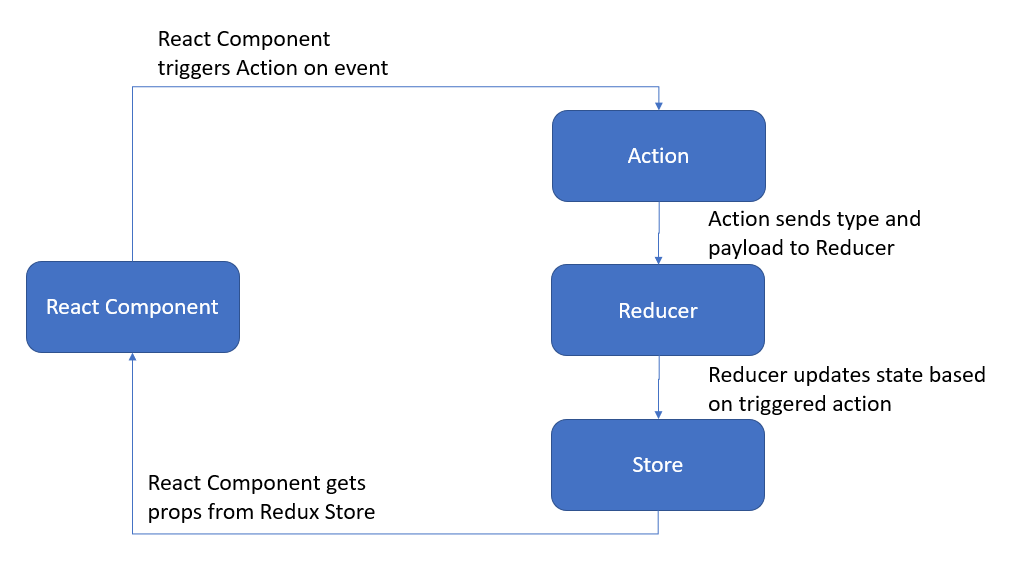 React Component
triggers Action on event
Action
Action sends type and
payload to Reducer
React Component
Reducer
Reducer updates state based
on triggered action
Store
React Component gets
props from Redux Store